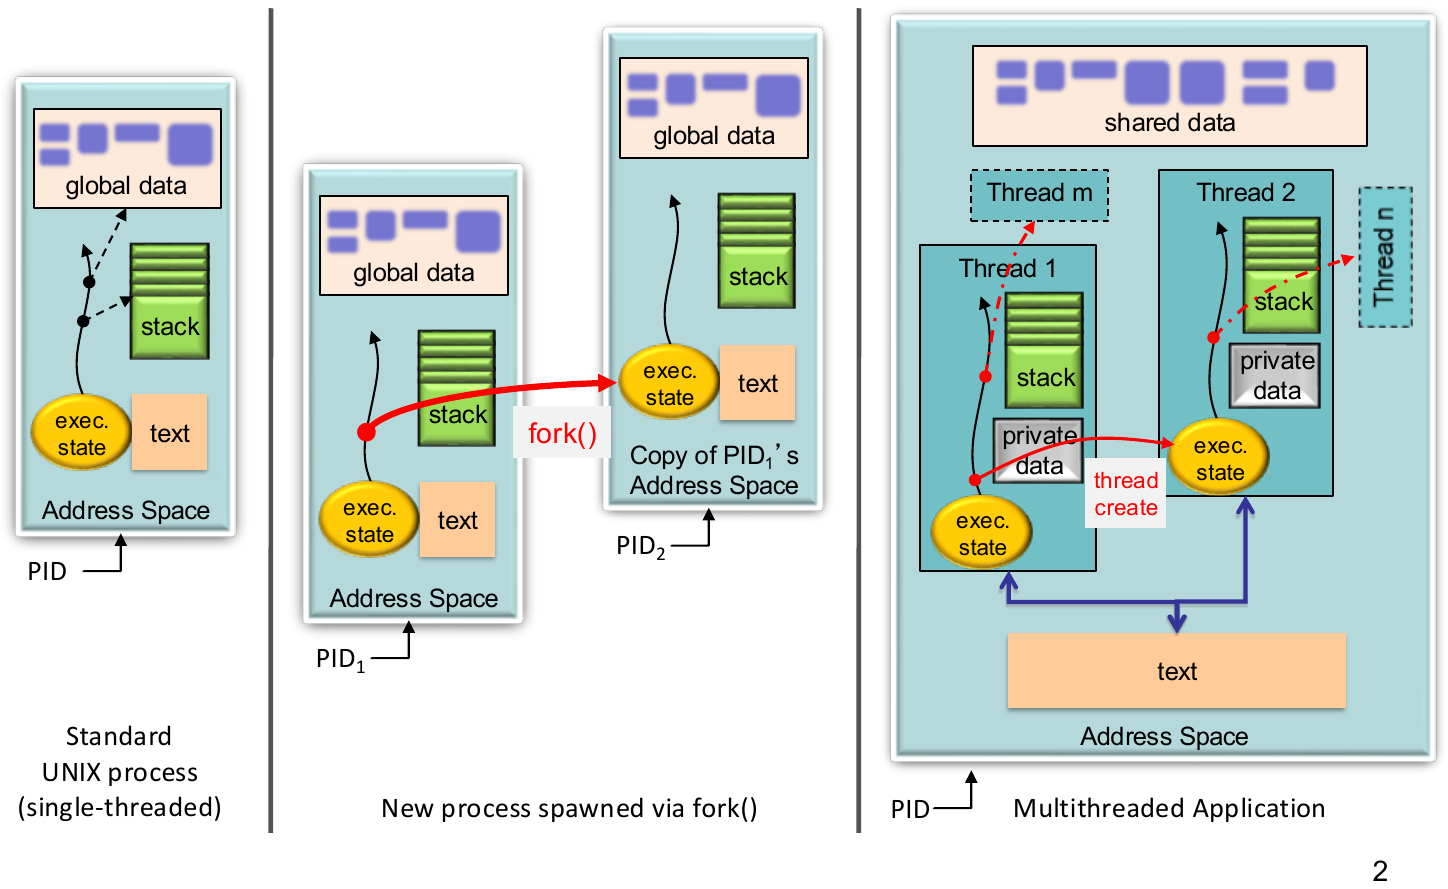 global data
stack
exec.
state
text
Address Space
PID
Standard
UNIX process
(single-threaded)
global data
stack
exec.
state
text
Address Space
PID1
fork()
global data
stack
exec.
state
text
Copy of PID1's
Address Space
PID2
New process spawned via fork()
shared data
Thread m
Thread 1
stack
private
data
exec.
state
thread
create
Thread 2
stack
private
data
exec.
state
Thread n
text
Address Space
PID
Multithreaded Application
2